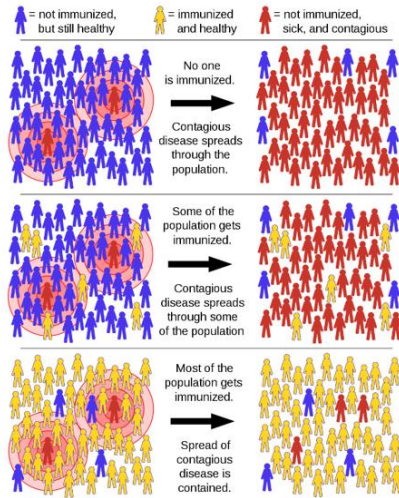 = not immunized,
but still healthy
= immunized
and healthy
= not immunized,
sick, and contagious
No one
is immunized.
Contagious
disease spreads
through the
population.
Some of the
population gets
immunized.
Contagious
disease spreads
through some
of the population
Most of the
population gets
immunized.
Spread of
contagious
disease is
contained.